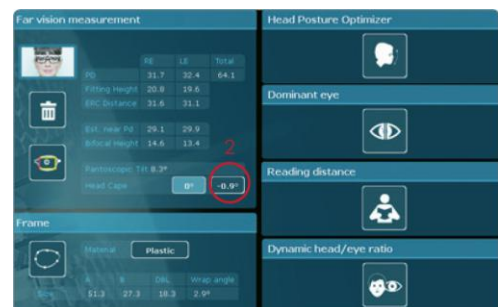 Far vision measurement
RE LE Total
PD 31.7 32.4 64.1
Fitting Height 20.8 19.6
ERC Distance 31.6 31.1
Est. near Pd 29.1 29.9
Bifocal Height 14.6 13.4
2
Pantoscopic Tilt 8.3°
Head Cape 0° -0.9°
Frame
Material Plastic
A B DBL Wrap angle
Size 51.3 27.3 18.3 2.9°
Head Posture Optimizer
Dominant eye
Reading distance
Dynamic head/eye ratio